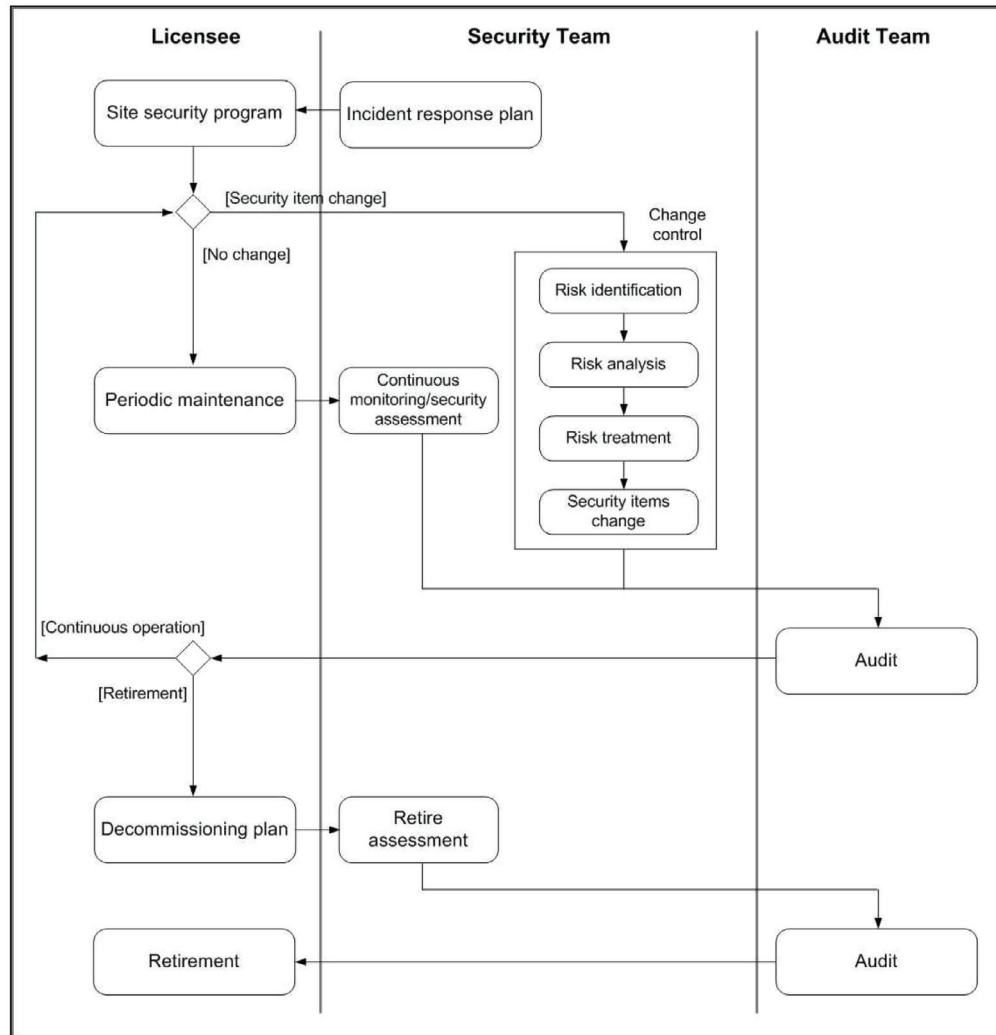 Licensee
Security Team
Audit Team
Site security program
Incident response plan
[Security item change]
Change
control
[No change]
Risk identification
Risk analysis
Periodic maintenance
Continuous
monitoring/security
assessment
Risk treatment
Security items
change
[Continuous operation]
Audit
[Retirement]
Decommissioning plan
Retire
assessment
Retirement
Audit